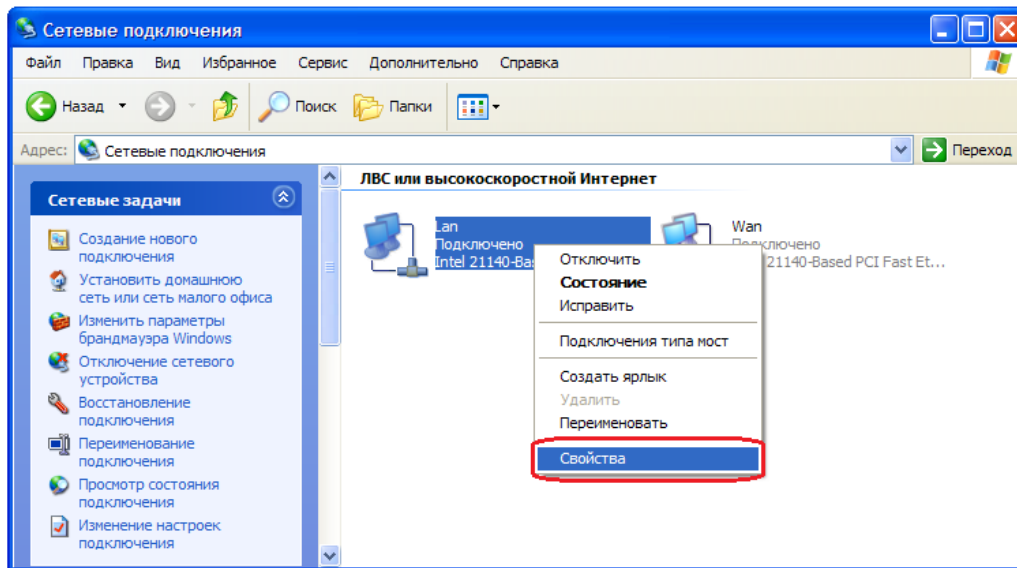 Сетевые подключения
Файл Правка Вид Избранное Сервис Дополнительно Справка
Назад Поиск Папки
Адрес: Сетевые подключения Переход
Сетевые задачи
Создание нового
подключения
Установить домашнюю
сеть или сеть малого офиса
Изменить параметры
брандмауэра Windows
Отключение сетевого
устройства
Восстановление
подключения
Переименование
подключения
Просмотр состояния
подключения
Изменение настроек
подключения
ЛВС или высокоскоростной Интернет
Lan
Подключено
Intel 21140-Bas
Wan
Подключено
21140-Based PCI Fast Et...
Отключить
Состояние
Исправить
Подключения типа мост
Создать ярлык
Удалить
Переименовать
Свойства